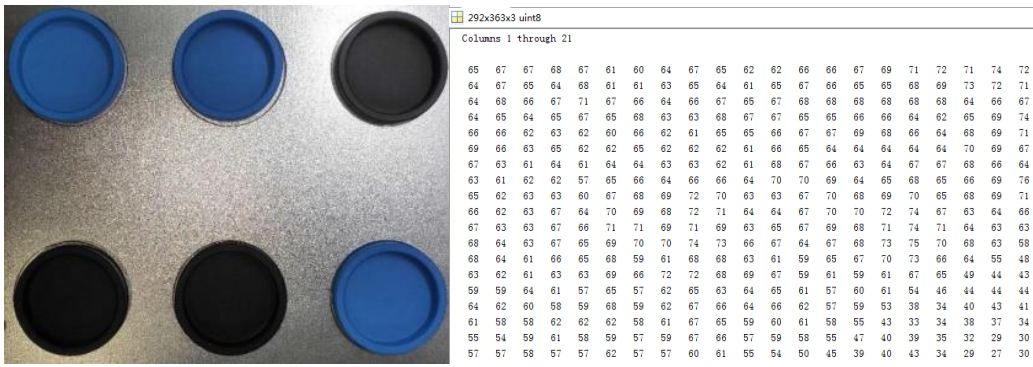 292x363x3 uint8
Columns 1 through 21
65 67 67 68 67 61 60 64 67 65 62 62 66 66 67 69 71 72 71 74 72
64 67 65 64 68 61 61 63 65 64 61 65 67 66 65 65 68 69 73 72 71
64 68 66 67 71 67 66 64 66 67 65 67 68 68 68 68 68 68 64 66 67
64 65 64 65 67 65 68 63 63 68 67 67 65 65 66 66 64 62 65 69 74
66 66 62 63 62 60 66 62 61 65 65 66 67 67 69 68 66 64 68 69 71
69 66 63 65 62 62 65 62 62 62 61 66 65 64 64 64 64 64 70 69 67
67 63 61 64 61 64 64 63 63 62 61 68 67 66 63 64 67 67 68 66 64
63 61 62 62 57 65 66 64 66 66 64 70 70 69 64 65 68 65 66 69 76
65 62 63 63 60 67 68 69 72 70 63 63 67 70 68 69 70 65 68 69 71
66 62 63 67 64 70 69 68 72 71 64 64 67 70 70 72 74 67 63 64 66
67 63 63 67 66 71 71 69 71 69 63 65 67 69 68 71 74 71 64 63 63
68 64 63 67 65 69 70 70 74 73 66 67 64 67 68 73 75 70 68 63 58
68 64 61 66 65 68 59 61 68 68 63 61 59 65 67 70 73 66 64 55 48
63 62 61 63 63 69 66 72 72 68 69 67 59 61 59 61 67 65 49 44 43
59 59 64 61 57 65 57 62 65 63 64 65 61 57 60 61 54 46 44 44 44
64 62 60 58 59 68 59 62 67 66 64 66 62 57 59 53 38 34 40 43 41
61 58 58 62 62 62 58 61 67 65 59 60 61 58 55 43 33 34 38 37 34
55 54 59 61 58 59 57 59 67 66 57 59 58 55 47 40 39 35 32 29 30
57 57 58 57 57 62 57 57 60 61 55 54 50 45 39 40 43 34 29 27 30